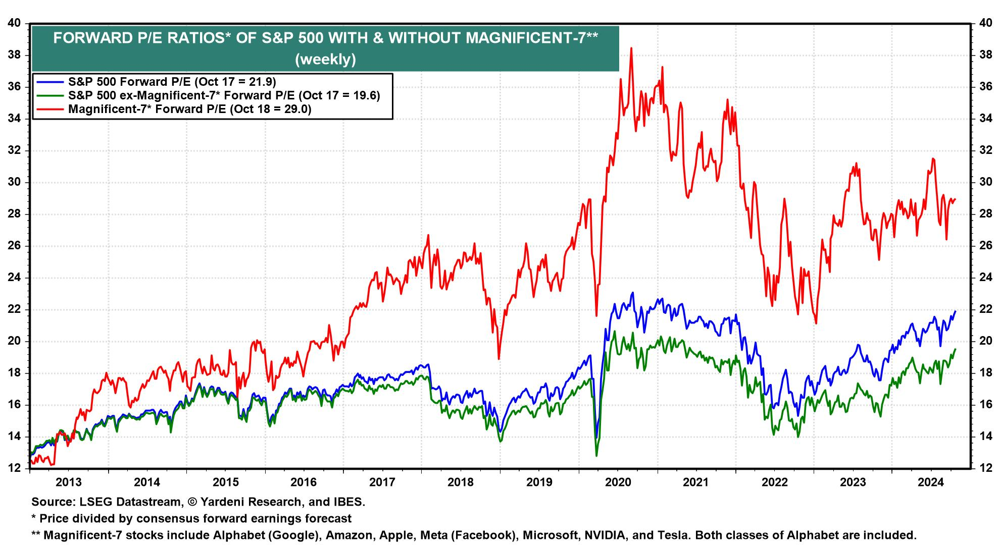 FORWARD P/E RATIOS* OF S&P 500 WITH & WITHOUT MAGNIFICENT-7**
(weekly)
S&P 500 Forward P/E (Oct 17 = 21.9)
S&P 500 ex-Magnificent-7* Forward P/E (Oct 17 = 19.6)
Magnificent-7* Forward P/E (Oct 18 = 29.0)
40 40
38 38
36 36
34 34
32 32
30 30
28 28
26 26
24 24
22 22
20 20
18 18
16 16
14 14
12 12
2013 2014 2015 2016 2017 2018 2019 2020 2021 2022 2023 2024
Source: LSEG Datastream, © Yardeni Research, and IBES.
* Price divided by consensus forward earnings forecast
** Magnificent-7 stocks include Alphabet (Google), Amazon, Apple, Meta (Facebook), Microsoft, NVIDIA, and Tesla. Both classes of Alphabet are included.